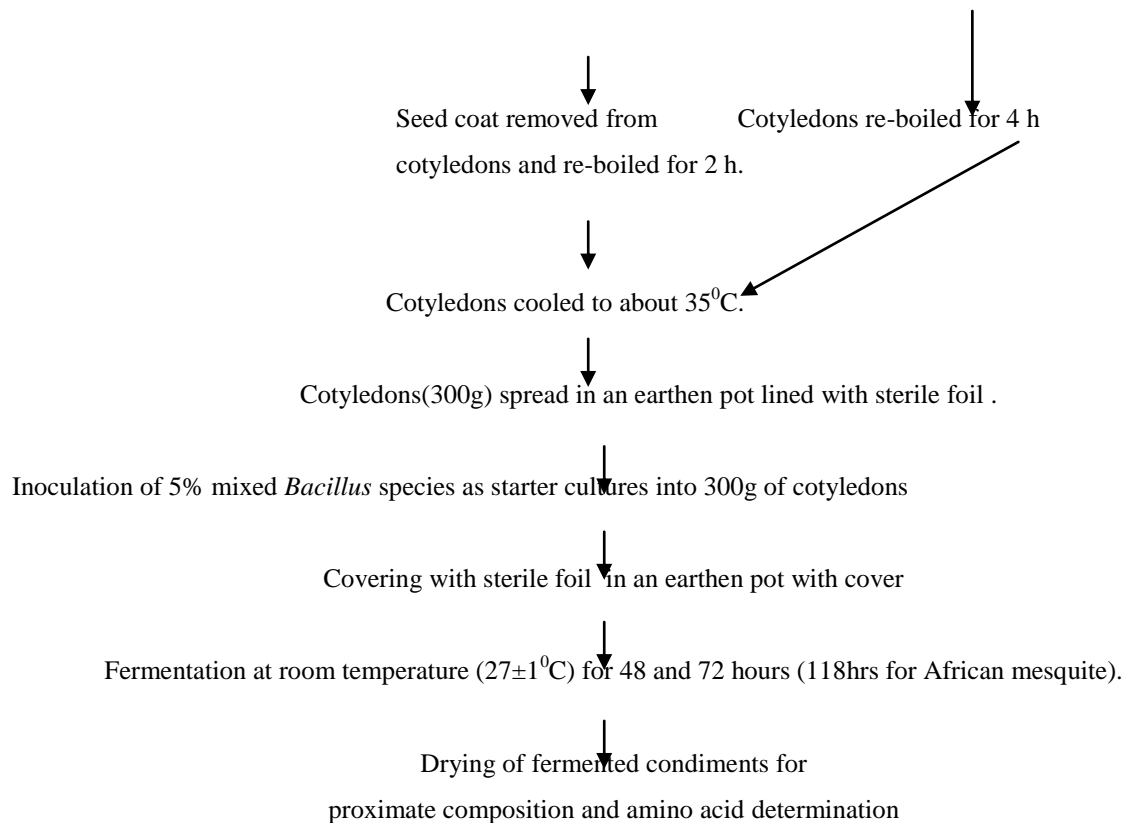 Seed coat removed from Cotyledons re-boiled for 4 h
cotyledons and re-boiled for 2 h.
Cotyledons cooled to about 35⁰C.
Cotyledons(300g) spread in an earthen pot lined with sterile foil .
Inoculation of 5% mixed Bacillus species as starter cultures into 300g of cotyledons
Covering with sterile foil in an earthen pot with cover
Fermentation at room temperature (27±1⁰C) for 48 and 72 hours (118hrs for African mesquite).
Drying of fermented condiments for
proximate composition and amino acid determination